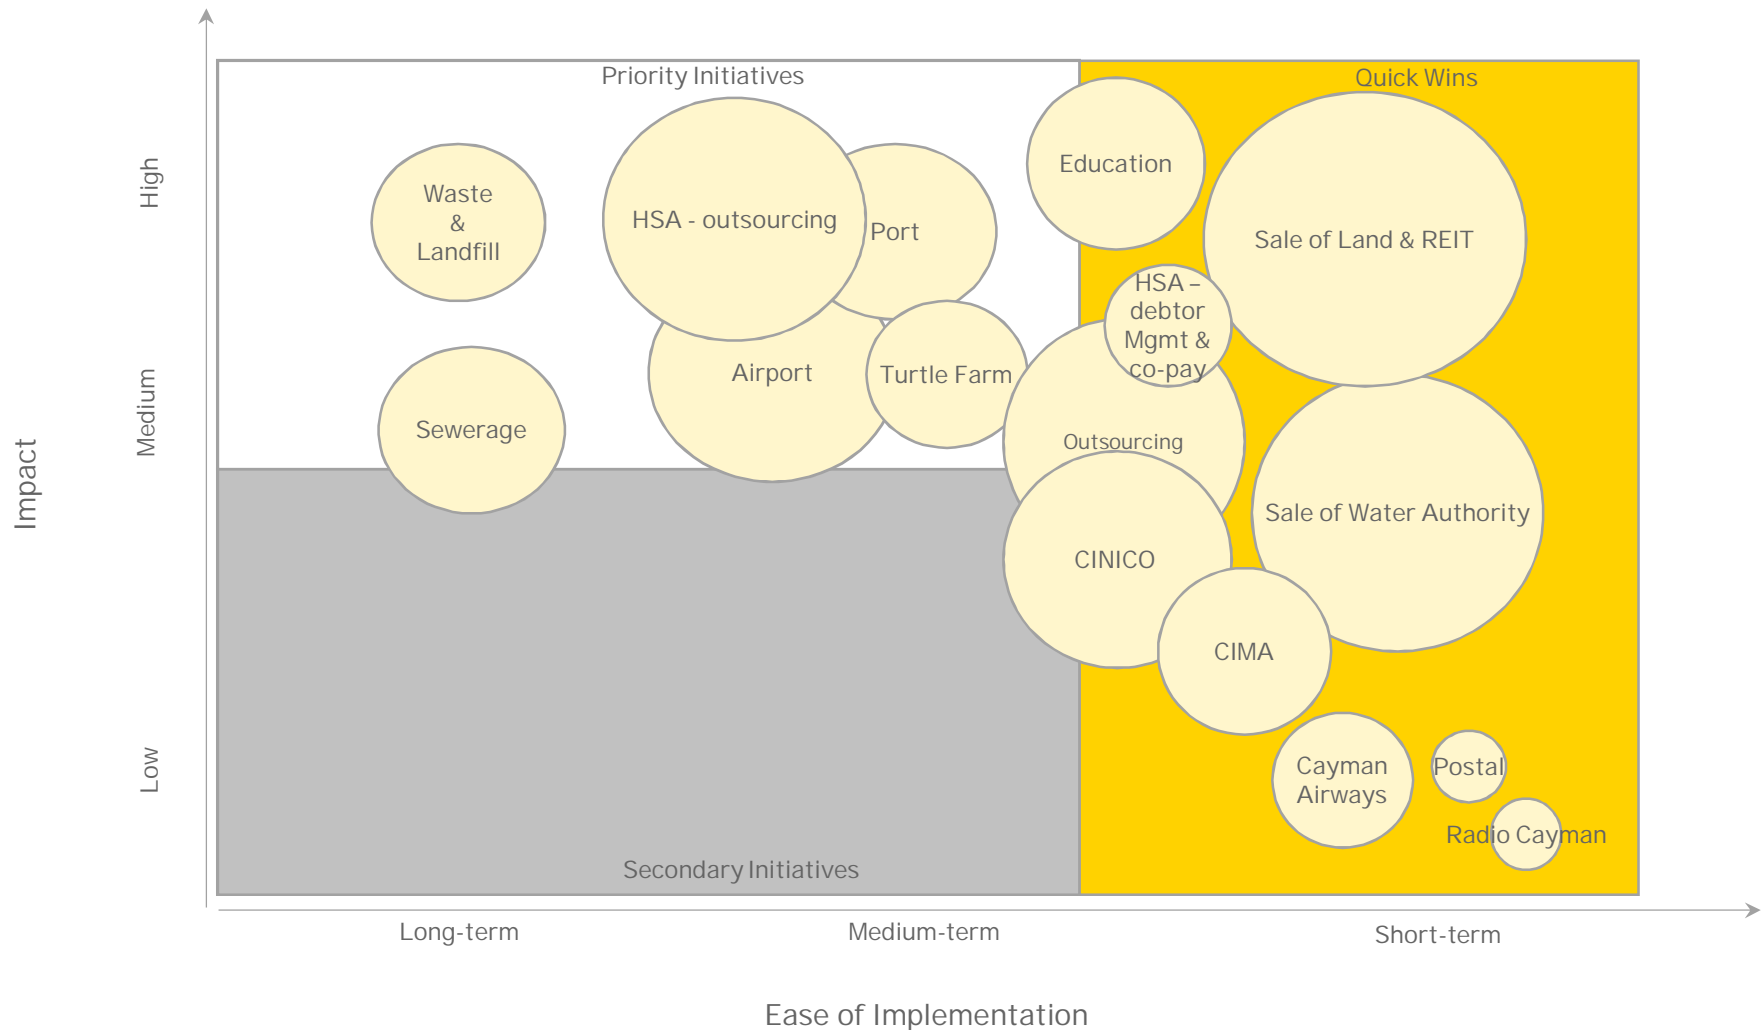 Priority Initiatives
Quick Wins
High
Waste
&
Landfill
HSA - outsourcing
Port
Education
Sale of Land & REIT
HSA –
debtor
Mgmt &
co-pay
Medium
Airport
Turtle Farm
Sewerage
Outsourcing
Impact
Sale of Water Authority
CINICO
CIMA
Low
Cayman
Airways
Postal
Radio Cayman
Secondary Initiatives
Long-term
Medium-term
Short-term
Ease of Implementation